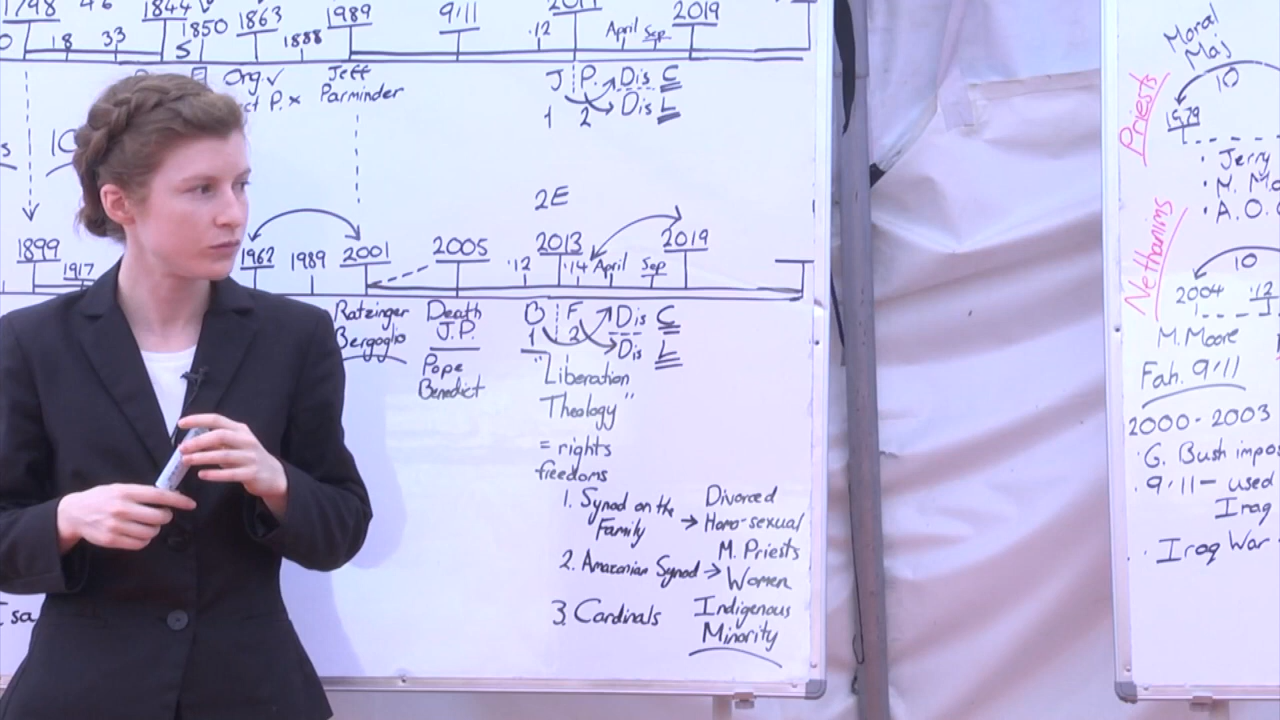 1798 46 1844 1850 1863 1888 1989 9/11 .12 April Sep 2019
18 33 5
Org. ✓ Jeff
P. x Parminder
J P. Dis C
1 2 Dis L
2E
1899 1917 1962 1989 2001 2005 .12 2013 .14 April Sep 2019
Ratzinger Death B F Dis C
Bergoglio J.P. 1 2 Dis L
Pope
Benedict
"Liberation
Theology"
= rights
freedoms
1. Synod on the Family → Divorced
Homo-sexual
M. Priests
2. Amazonian Synod → Women
3. Cardinals Indigenous
Minority
Isa
Moral
Maj
10
Priests
1979
· Jerry
· A.O.
Nethanims
10
2004 .12
M. Moore
Fah. 9/11
2000 - 2003
· G. Bush impos
· 9/11 - used
Iraq
· Iraq War